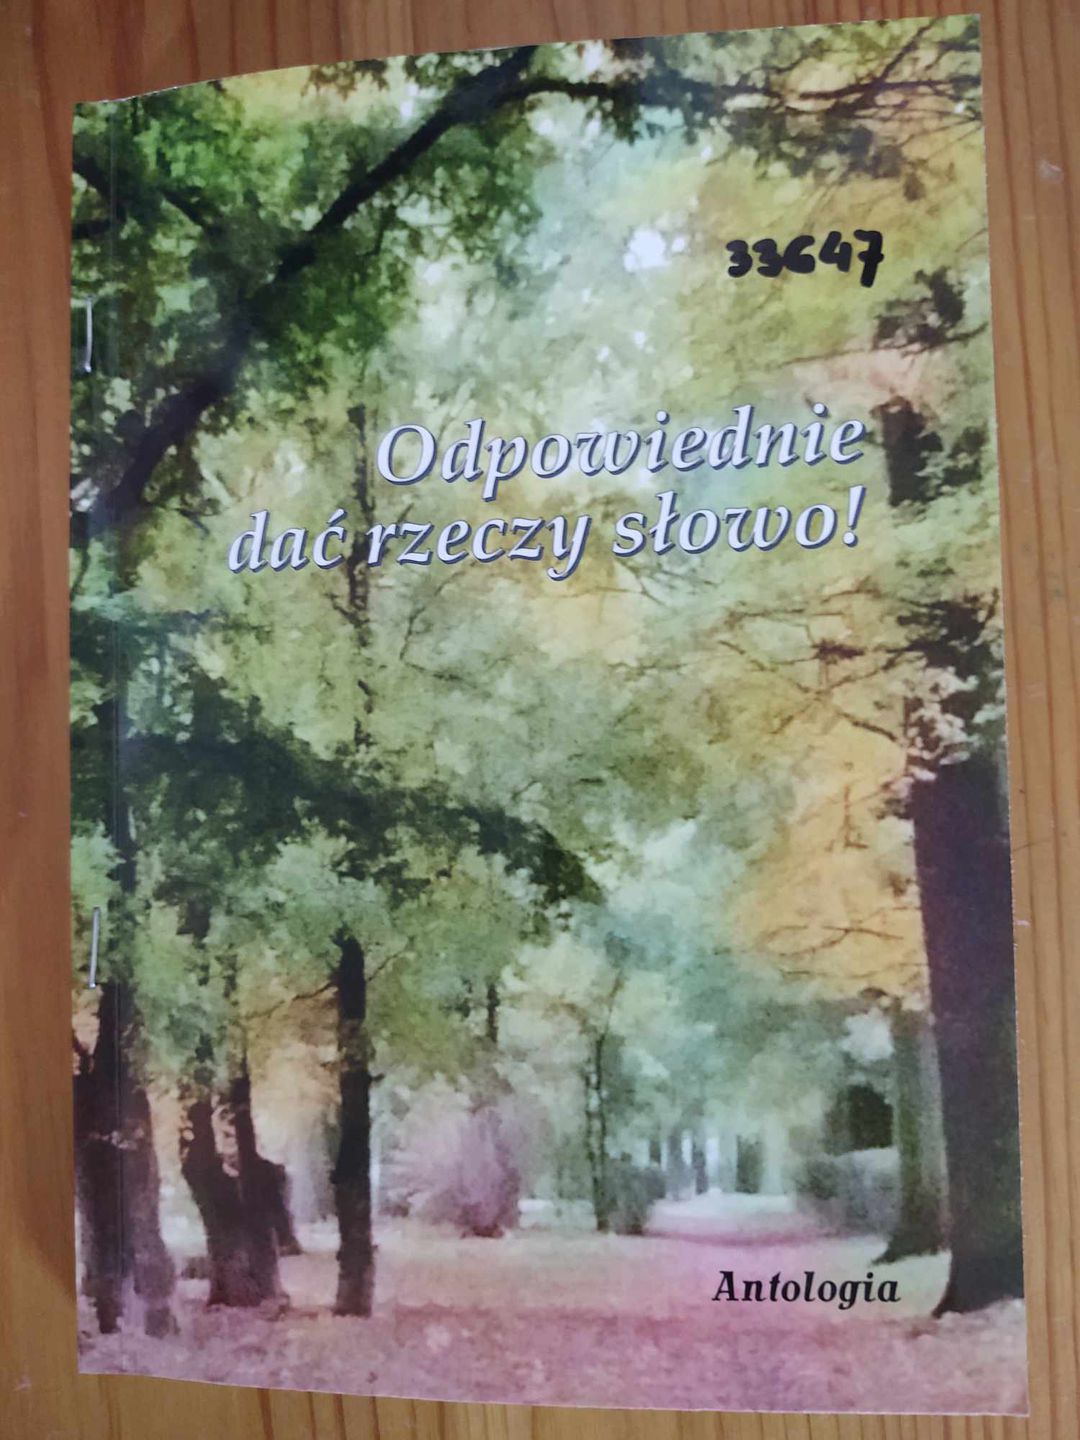 33647
Odpowiednie
dać rzeczy słowo!
Antologia